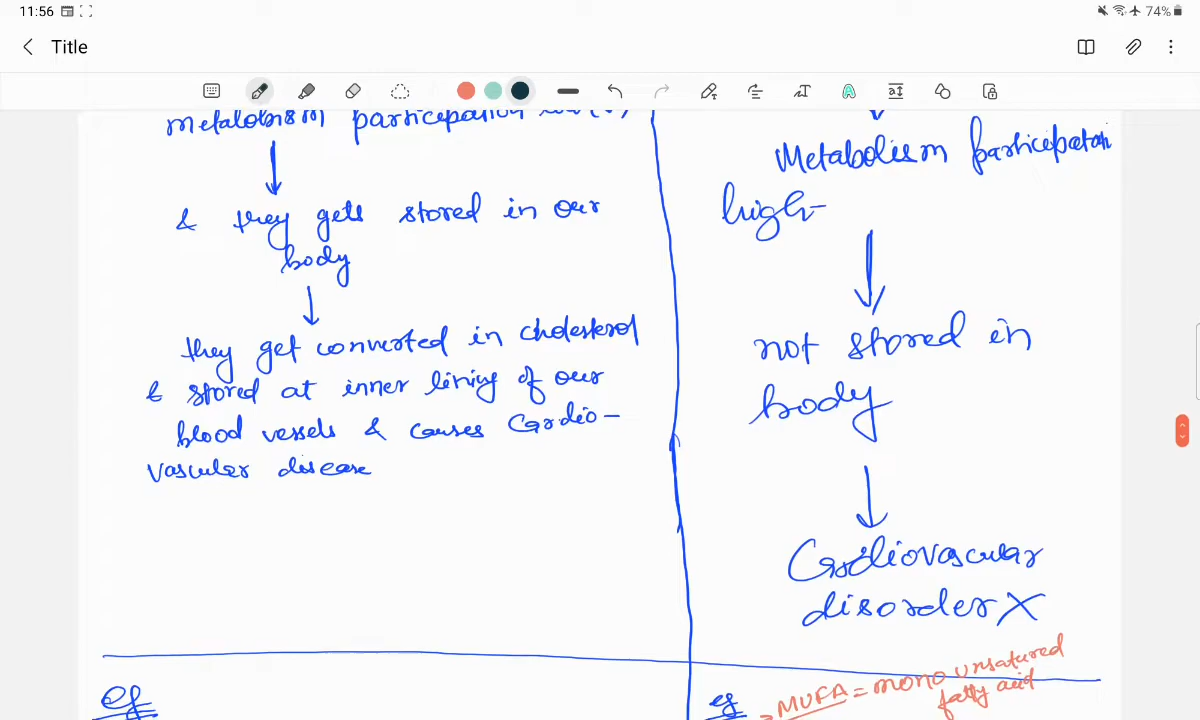 11:56
74%
Title
metabolism participation
& they gets stored in our
body
they get converted in cholesterol
& stored at inner lining of our
blood vessels & causes Cardio-
vascular disease
eg
Metabolism participation
high
not stored in
body
Cardiovascular
disorder X
eg
MUFA = mono unsatured
fatty acid